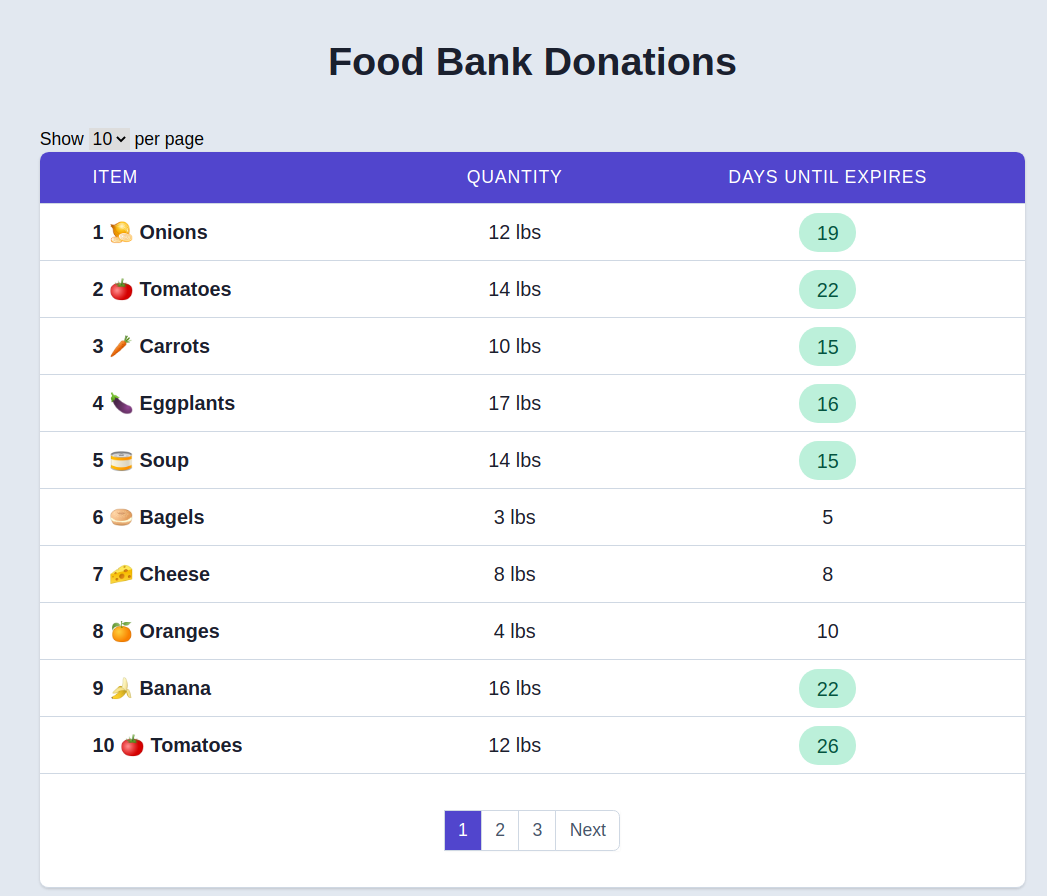 Food Bank Donations
Show 10 per page
ITEM QUANTITY DAYS UNTIL EXPIRES
1 Onions 12 lbs 19
2 Tomatoes 14 lbs 22
3 Carrots 10 lbs 15
4 Eggplants 17 lbs 16
5 Soup 14 lbs 15
6 Bagels 3 lbs 5
7 Cheese 8 lbs 8
8 Oranges 4 lbs 10
9 Banana 16 lbs 22
10 Tomatoes 12 lbs 26
1 2 3 Next